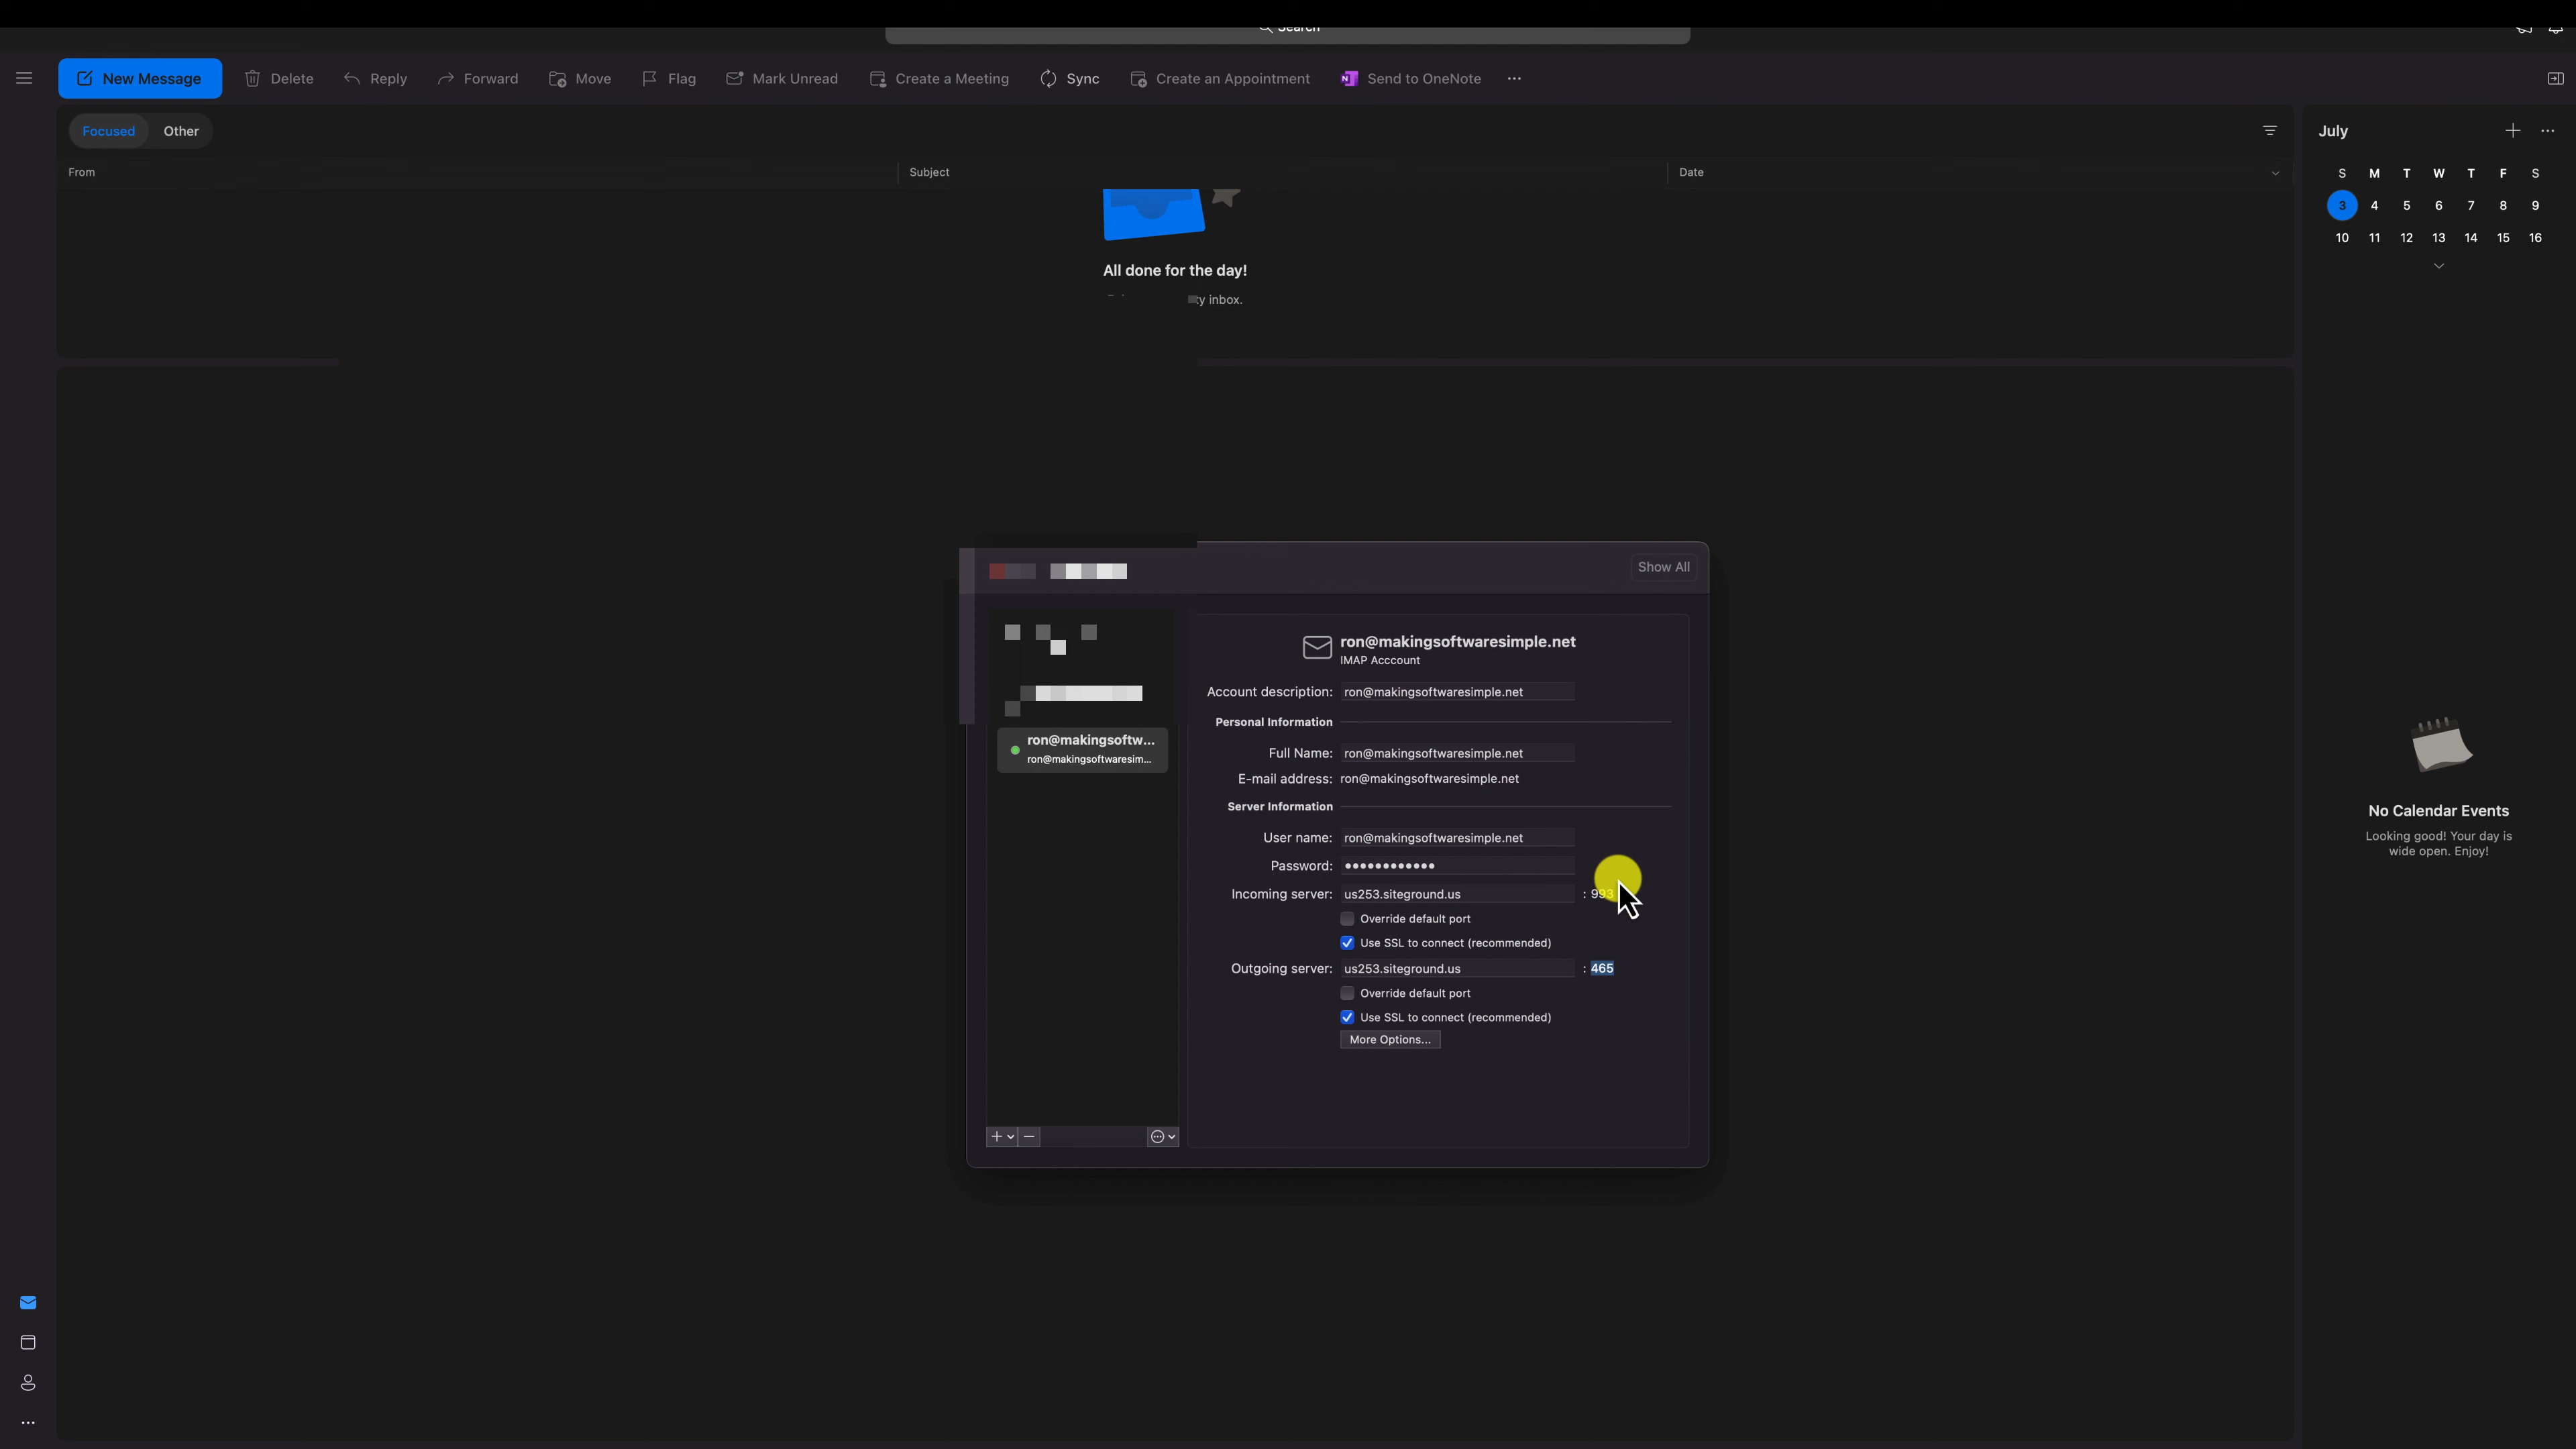 Search
New Message
Delete
Reply
Forward
Move
Flag
Mark Unread
Create a Meeting
Sync
Create an Appointment
Send to OneNote
Focused
Other
July
From
Subject
Date
S M T W T F S
3 4 5 6 7 8 9
10 11 12 13 14 15 16
All done for the day!
inbox.
Show All
ron@makingsoftw...
ron@makingsoftwaresim...
ron@makingsoftwaresimple.net
IMAP Acccount
Account description: ron@makingsoftwaresimple.net
Personal Information
Full Name: ron@makingsoftwaresimple.net
E-mail address: ron@makingsoftwaresimple.net
Server Information
User name: ron@makingsoftwaresimple.net
Password: ●●●●●●●●●●●●
Incoming server: us253.siteground.us : 993
Override default port
Use SSL to connect (recommended)
Outgoing server: us253.siteground.us : 465
Override default port
Use SSL to connect (recommended)
More Options...
No Calendar Events
Looking good! Your day is
wide open. Enjoy!